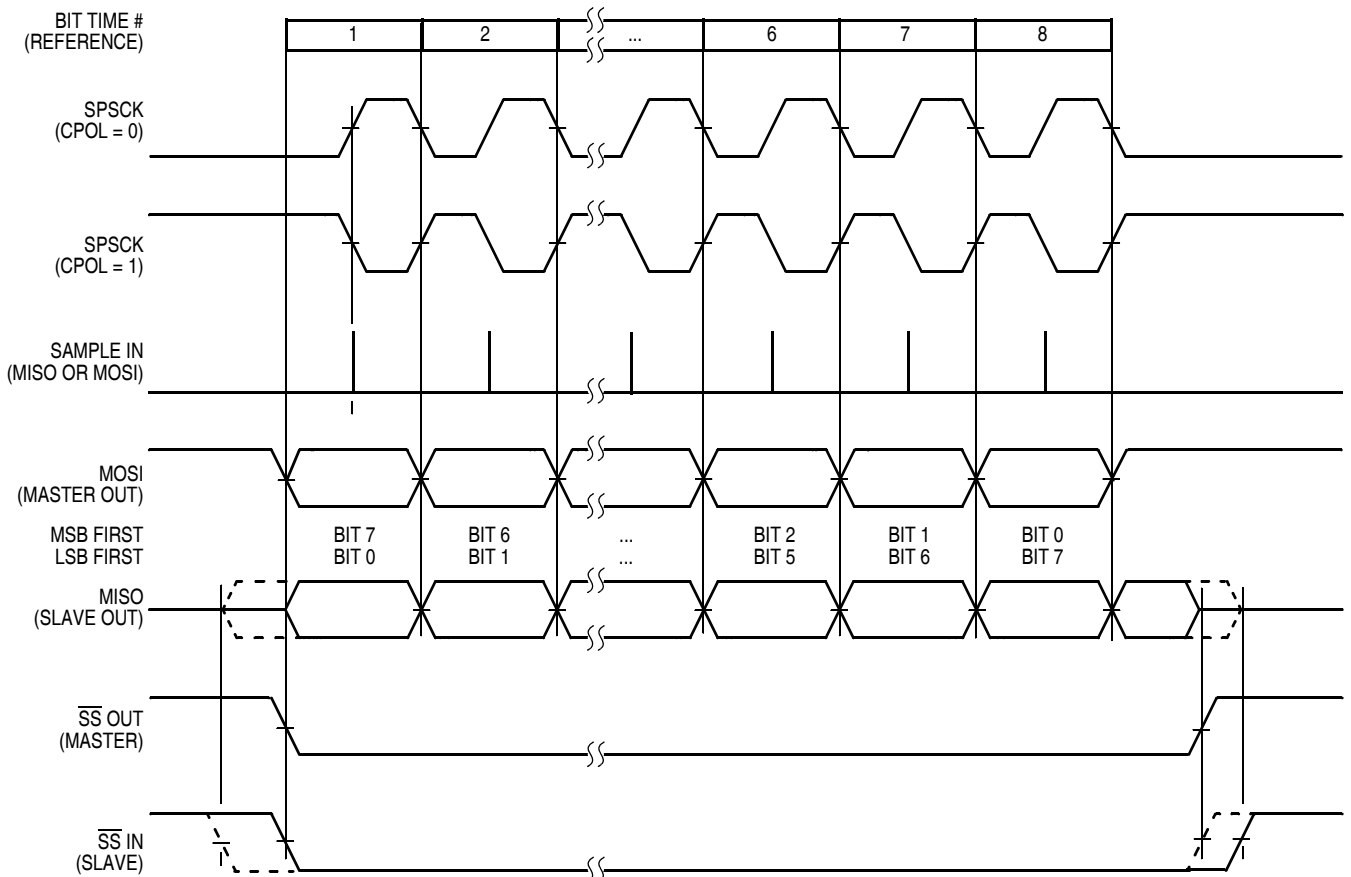 BIT TIME #
(REFERENCE)
1 2 ... 6 7 8
SPSCK
(CPOL = 0)
SPSCK
(CPOL = 1)
SAMPLE IN
(MISO OR MOSI)
MOSI
(MASTER OUT)
MSB FIRST BIT 7 BIT 6 ... BIT 2 BIT 1 BIT 0
LSB FIRST BIT 0 BIT 1 ... BIT 5 BIT 6 BIT 7
MISO
(SLAVE OUT)
S̅S̅ OUT
(MASTER)
S̅S̅ IN
(SLAVE)